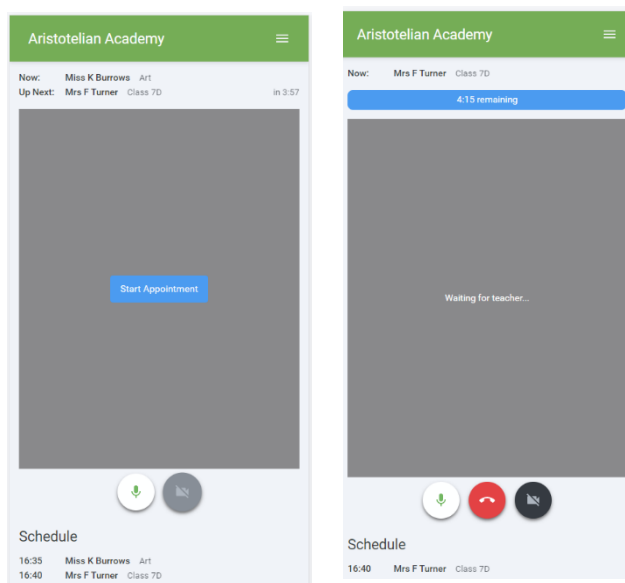 Aristotelian Academy
Now: Miss K Burrows Art
Up Next: Mrs F Turner Class 7D in 3:57
Start Appointment
Schedule
16:35 Miss K Burrows Art
16:40 Mrs F Turner Class 7D
Aristotelian Academy
Now: Mrs F Turner Class 7D
4:15 remaining
Waiting for teacher...
Schedule
16:40 Mrs F Turner Class 7D